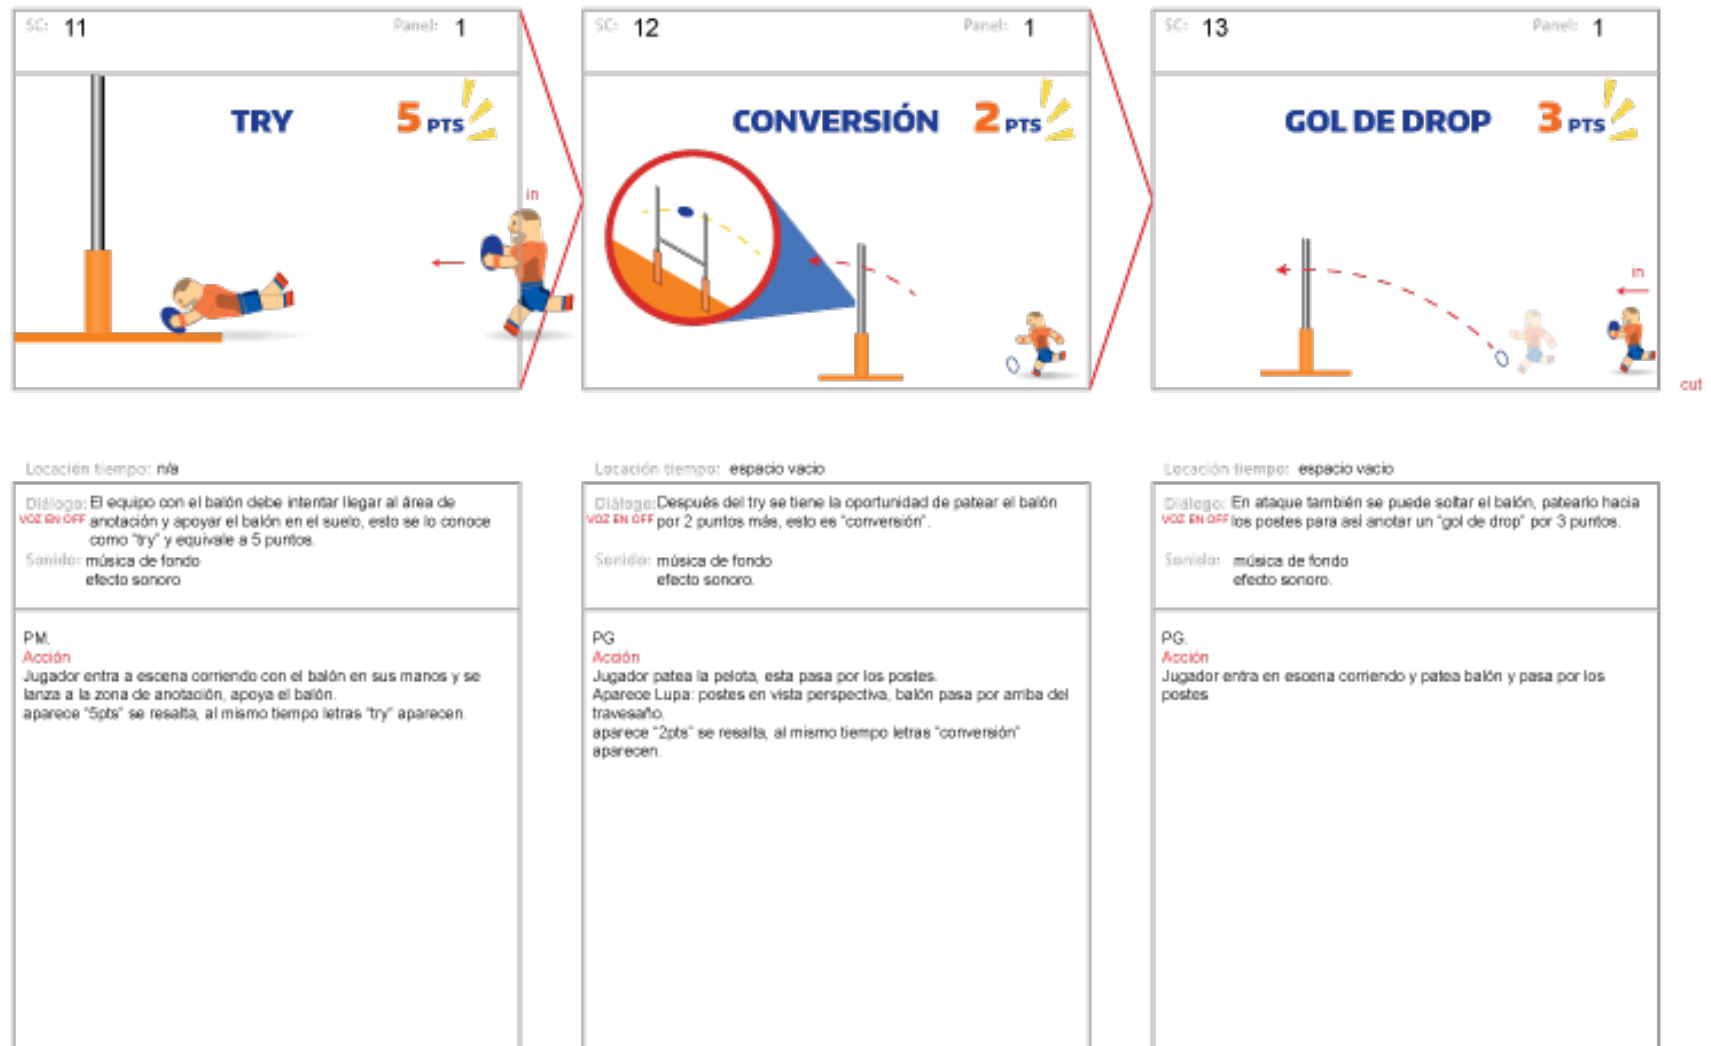 SC: 11 Panel: 1
TRY 5 PTS
in
SC: 12 Panel: 1
CONVERSIÓN 2 PTS
SC: 13 Panel: 1
GOL DE DROP 3 PTS
in
cut
Locación tiempo: n/a
Diálogo: El equipo con el balón debe intentar llegar al área de
VOZ EN OFF anotación y apoyar el balón en el suelo, esto se lo conoce
como "try" y equivale a 5 puntos.
Sonido: música de fondo
efecto sonoro
PM.
Acción
Jugador entra a escena corriendo con el balón en sus manos y se
lanza a la zona de anotación, apoya el balón.
aparece "5pts" se resalta, al mismo tiempo letras "try" aparecen.
Locación tiempo: espacio vacio
Diálogo: Después del try se tiene la oportunidad de patear el balón
VOZ EN OFF por 2 puntos más, esto es "conversión".
Sonido: música de fondo
efecto sonoro.
PG
Acción
Jugador patea la pelota, esta pasa por los postes.
Aparece Lupa: postes en vista perspectiva, balón pasa por arriba del
travesaño.
aparece "2pts" se resalta, al mismo tiempo letras "conversión"
aparecen.
Locación tiempo: espacio vacio
Diálogo: En ataque también se puede soltar el balón, patearlo hacia
VOZ EN OFF los postes para así anotar un "gol de drop" por 3 puntos.
Sonido: música de fondo
efecto sonoro.
PG.
Acción
Jugador entra en escena corriendo y patea balón y pasa por los
postes